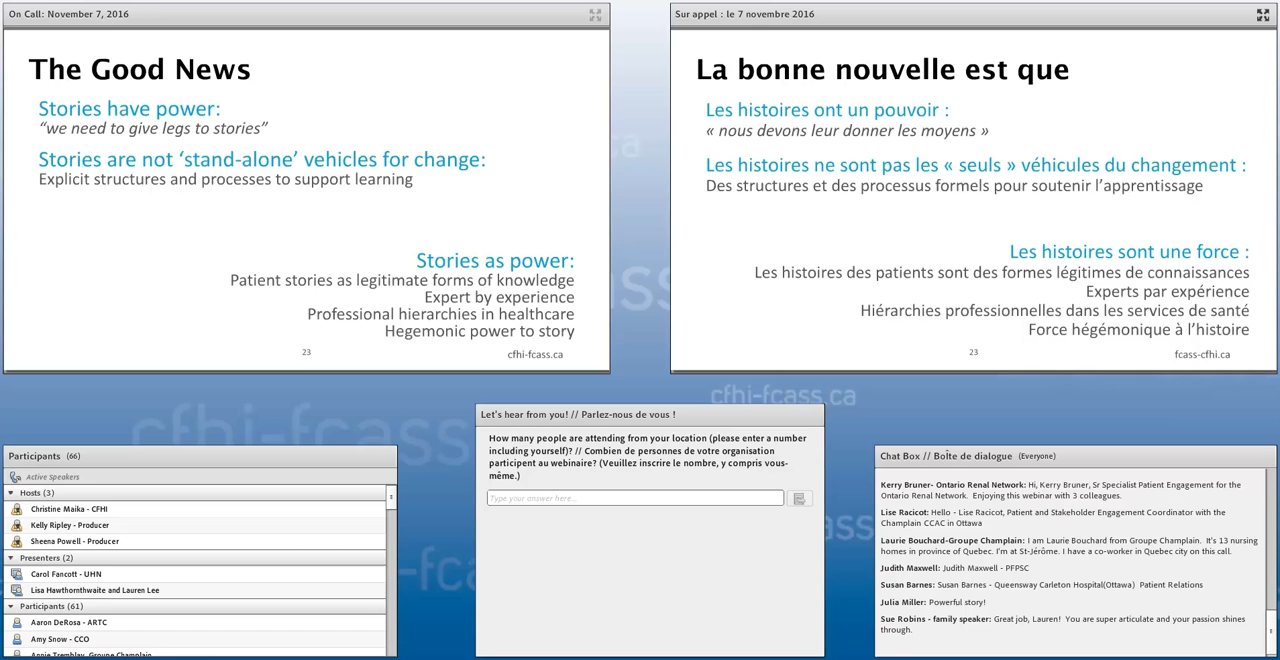 On Call: November 7, 2016
The Good News
Stories have power:
“we need to give legs to stories”
Stories are not ‘stand-alone’ vehicles for change:
Explicit structures and processes to support learning
Stories as power:
Patient stories as legitimate forms of knowledge
Expert by experience
Professional hierarchies in healthcare
Hegemonic power to story
23
cfhi-fcass.ca
Sur appel : le 7 novembre 2016
La bonne nouvelle est que
Les histoires ont un pouvoir :
« nous devons leur donner les moyens »
Les histoires ne sont pas les « seuls » véhicules du changement :
Des structures et des processus formels pour soutenir l’apprentissage
Les histoires sont une force :
Les histoires des patients sont des formes légitimes de connaissances
Experts par expérience
Hiérarchies professionnelles dans les services de santé
Force hégémonique à l’histoire
23
fcass-cfhi.ca
cfhi-fcass.ca
cfhi-fcass
Participants (66)
Active Speakers
Hosts (3)
Christine Maika - CFHI
Kelly Ripley - Producer
Sheena Powell - Producer
Presenters (2)
Carol Fancott - UHN
Lisa Hawthornthwaite and Lauren Lee
Participants (61)
Aaron DeRosa - ARTC
Amy Snow - CCO
Annie Tremblay, Groupe Champlain
Let's hear from you! // Parlez-nous de vous !
How many people are attending from your location (please enter a number
including yourself)? // Combien de personnes de votre organisation
participent au webinaire? (Veuillez inscrire le nombre, y compris vous-
même.)
Type your answer here...
Chat Box // Boîte de dialogue (Everyone)
Kerry Bruner- Ontario Renal Network: Hi, Kerry Bruner, Sr Specialist Patient Engagement for the
Ontario Renal Network. Enjoying this webinar with 3 colleagues.
Lise Racicot: Hello - Lise Racicot, Patient and Stakeholder Engagement Coordinator with the
Champlain CCAC in Ottawa
Laurie Bouchard-Groupe Champlain: I am Laurie Bouchard from Groupe Champlain. It's 13 nursing
homes in province of Quebec. I'm at St-Jérôme. I have a co-worker in Quebec city on this call.
Judith Maxwell: Judith Maxwell - PFPSC
Susan Barnes: Susan Barnes - Queensway Carleton Hospital(Ottawa) Patient Relations
Julia Miller: Powerful story!
Sue Robins - family speaker: Great job, Lauren! You are super articulate and your passion shines
through.